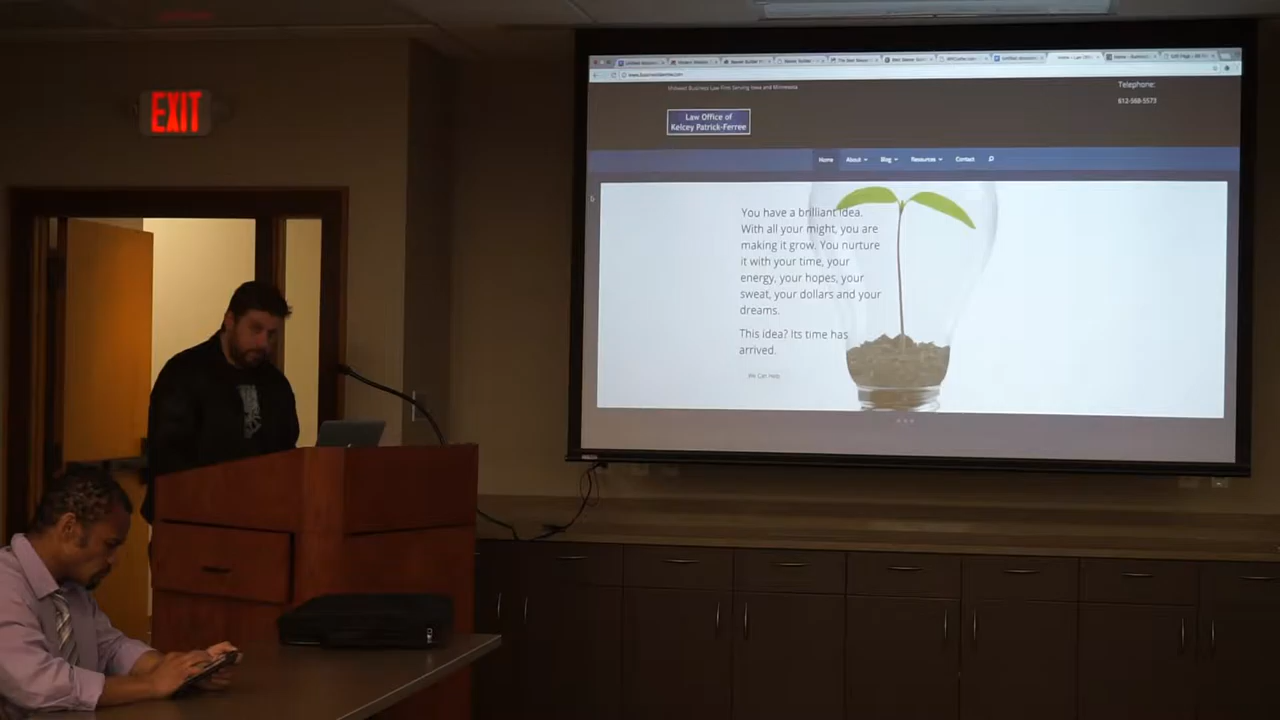 EXIT
Midwest Business Law Firm Serving Iowa and Minnesota
Telephone:
612-568-5573
Law Office of
Kelcey Patrick-Ferree
Home About Blog Resources Contact
You have a brilliant idea.
With all your might, you are
making it grow. You nurture
it with your time, your
energy, your hopes, your
sweat, your dollars and your
dreams.
This idea? Its time has
arrived.
We Can Help